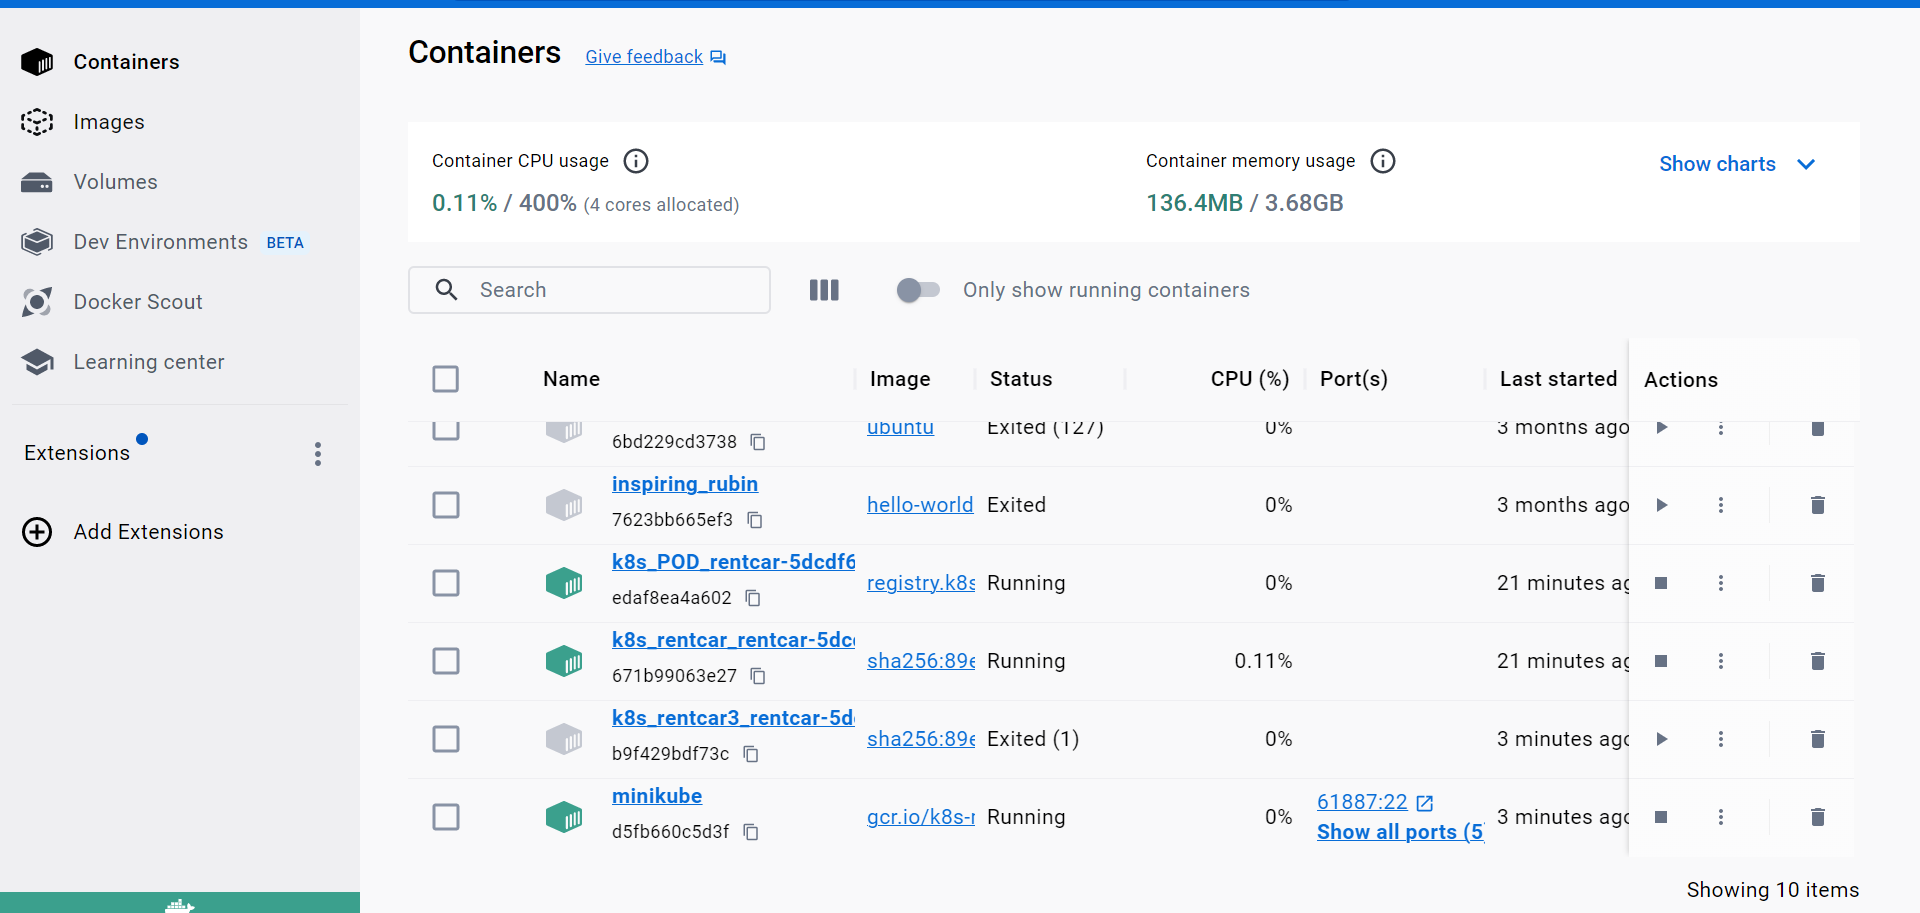 Containers
Images
Volumes
Dev Environments BETA
Docker Scout
Learning center
Extensions
Add Extensions
Containers Give feedback
Container CPU usage
0.11% / 400% (4 cores allocated)
Container memory usage
136.4MB / 3.68GB
Show charts
Search
Only show running containers
Name Image Status CPU (%) Port(s) Last started Actions
6bd229cd3738 ubuntu Exited (127) 0% 3 months ago
inspiring_rubin
7623bb665ef3 hello-world Exited 0% 3 months ago
k8s_POD_rentcar-5dcdf6
edaf8ea4a602 registry.k8s Running 0% 21 minutes ag
k8s_rentcar_rentcar-5dc
671b99063e27 sha256:89e Running 0.11% 21 minutes ag
k8s_rentcar3_rentcar-5d
b9f429bdf73c sha256:89e Exited (1) 0% 3 minutes ago
minikube
d5fb660c5d3f gcr.io/k8s- Running 0% 61887:22 3 minutes ago
Show all ports (5
Showing 10 items